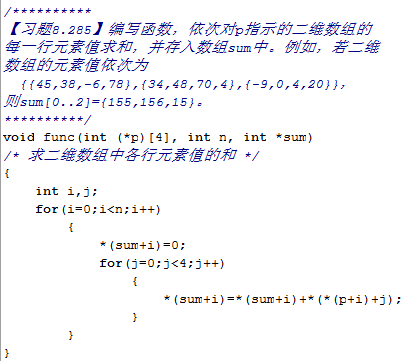 /**********
【习题8.285】编写函数，依次对p指示的二维数组的
每一行元素值求和，并存入数组sum中。例如，若二维
数组的元素值依次为
{{45,38,-6,78},{34,48,70,4},{-9,0,4,20}}，
则sum[0..2]={155,156,15}。
**********/
void func(int (*p)[4], int n, int *sum)
/* 求二维数组中各行元素值的和 */
{
int i,j;
for(i=0;i<n;i++)
{
*(sum+i)=0;
for(j=0;j<4;j++)
{
*(sum+i)=*(sum+i)+*(*(p+i)+j);
}
}
}